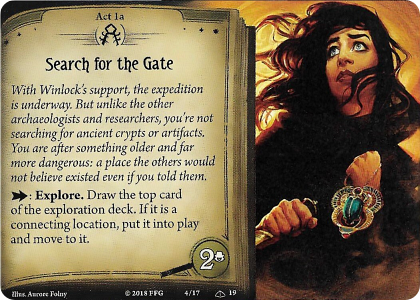 Act 1a
Search for the Gate
With Winlock's support, the expedition
is underway. But unlike the other
archaeologists and researchers, you're not
searching for ancient crypts or artifacts.
You are after something older and far
more dangerous: a place the others would
not believe existed even if you told them.
: Explore. Draw the top card
of the exploration deck. If it is a
connecting location, put it into play
and move to it.
2
Illus. Aurore Folny
© 2018 FFG
4/17
19